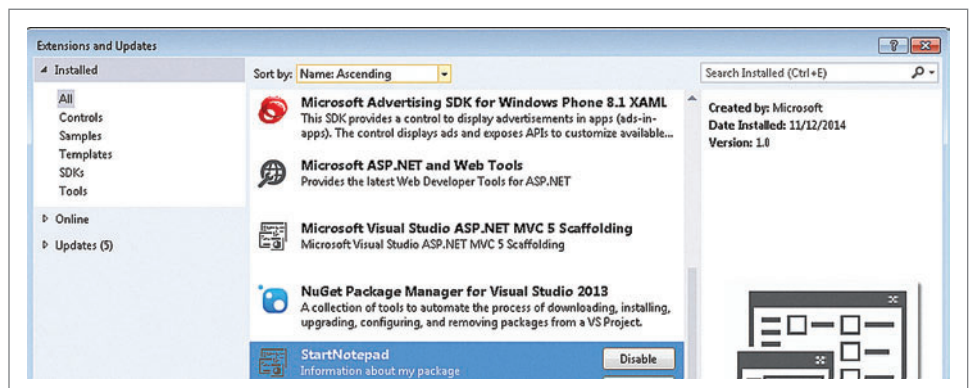 Extensions and Updates
Installed
All
Controls
Samples
Templates
SDKs
Tools
Online
Updates (5)
Sort by: Name: Ascending
Microsoft Advertising SDK for Windows Phone 8.1 XAML
This SDK provides a control to display advertisements in apps (ads-in-
apps). The control displays ads and exposes APIs to customize available...
Microsoft ASP.NET and Web Tools
Provides the latest Web Developer Tools for ASP.NET
Microsoft Visual Studio ASP.NET MVC 5 Scaffolding
Microsoft Visual Studio ASP.NET MVC 5 Scaffolding
NuGet Package Manager for Visual Studio 2013
A collection of tools to automate the process of downloading, installing,
upgrading, configuring, and removing packages from a VS Project.
StartNotepad
Information about my package
Disable
Search Installed (Ctrl+E)
Created by: Microsoft
Date Installed: 11/12/2014
Version: 1.0